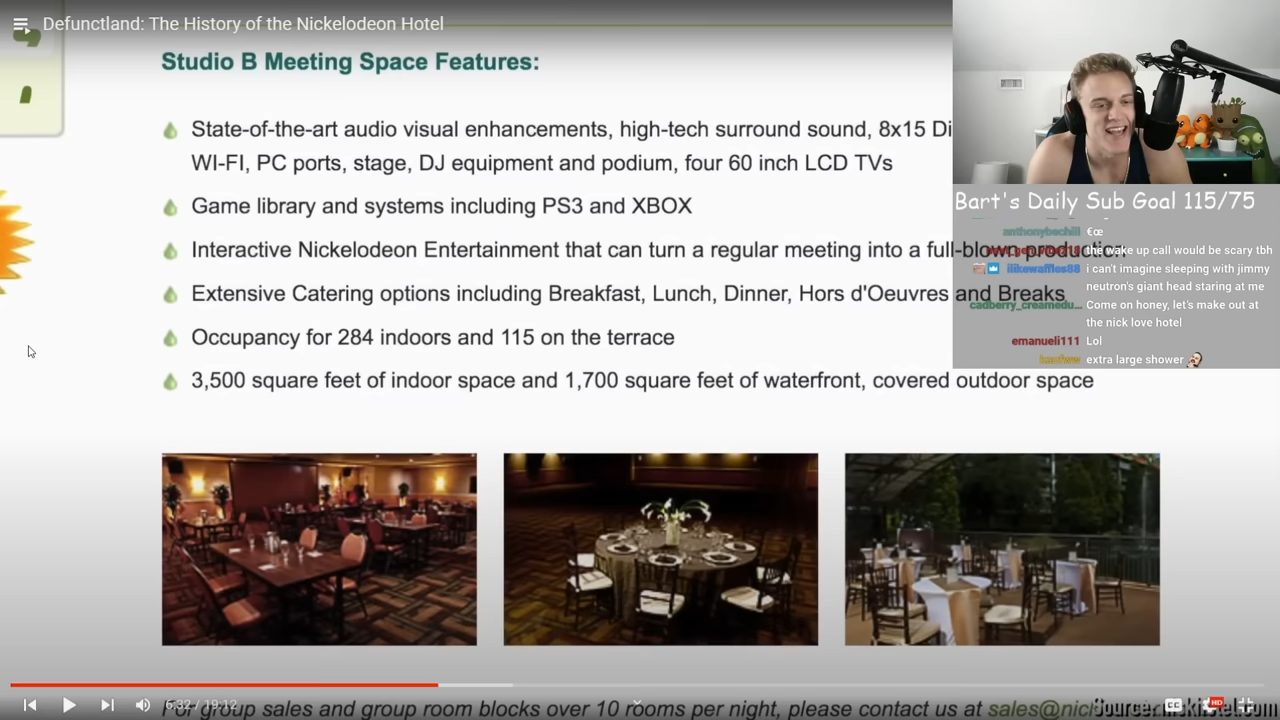 Defunctland: The History of the Nickelodeon Hotel
Studio B Meeting Space Features:
State-of-the-art audio visual enhancements, high-tech surround sound, 8x15 Di
WI-FI, PC ports, stage, DJ equipment and podium, four 60 inch LCD TVs
Game library and systems including PS3 and XBOX
Interactive Nickelodeon Entertainment that can turn a regular meeting into a full-blown production
Extensive Catering options including Breakfast, Lunch, Dinner, Hors d'Oeuvres and Breaks
Occupancy for 284 indoors and 115 on the terrace
3,500 square feet of indoor space and 1,700 square feet of waterfront, covered outdoor space
Bart's Daily Sub Goal 115/75
anthonybechill €œ
the wake up call would be scary tbh
ilikewaffles88 i can't imagine sleeping with jimmy
neutron's giant head staring at me
cadberry_creamedu... Come on honey, let's make out at
the nick love hotel
emanueli111 Lol
extra large shower
6:32 / 19:12
CC
HD
For group sales and group room blocks over 10 rooms per night, please contact us at sales@nic